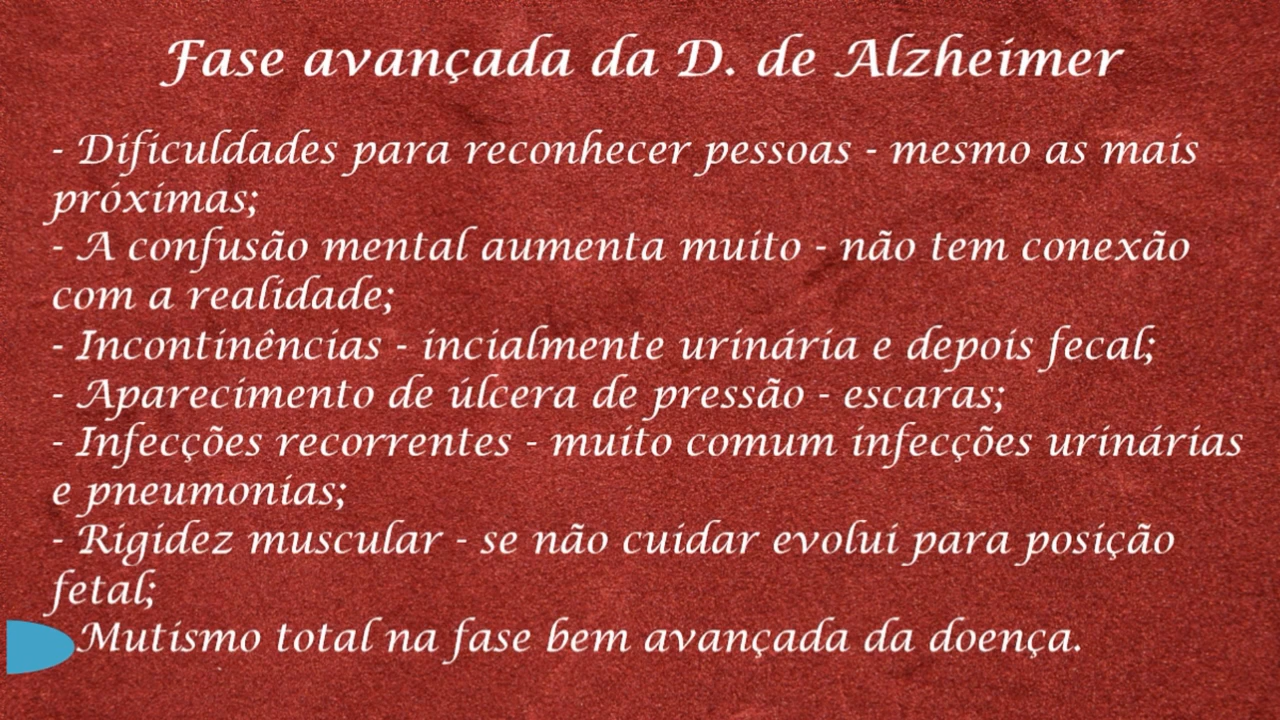 Fase avançada da D. de Alzheimer
- Dificuldades para reconhecer pessoas - mesmo as mais
próximas;
- A confusão mental aumenta muito - não tem conexão
com a realidade;
- Incontinências - incialmente urinária e depois fecal;
- Aparecimento de úlcera de pressão - escaras;
- Infecções recorrentes - muito comum infecções urinárias
e pneumonias;
- Rigidez muscular - se não cuidar evolui para posição
fetal;
Mutismo total na fase bem avançada da doença.